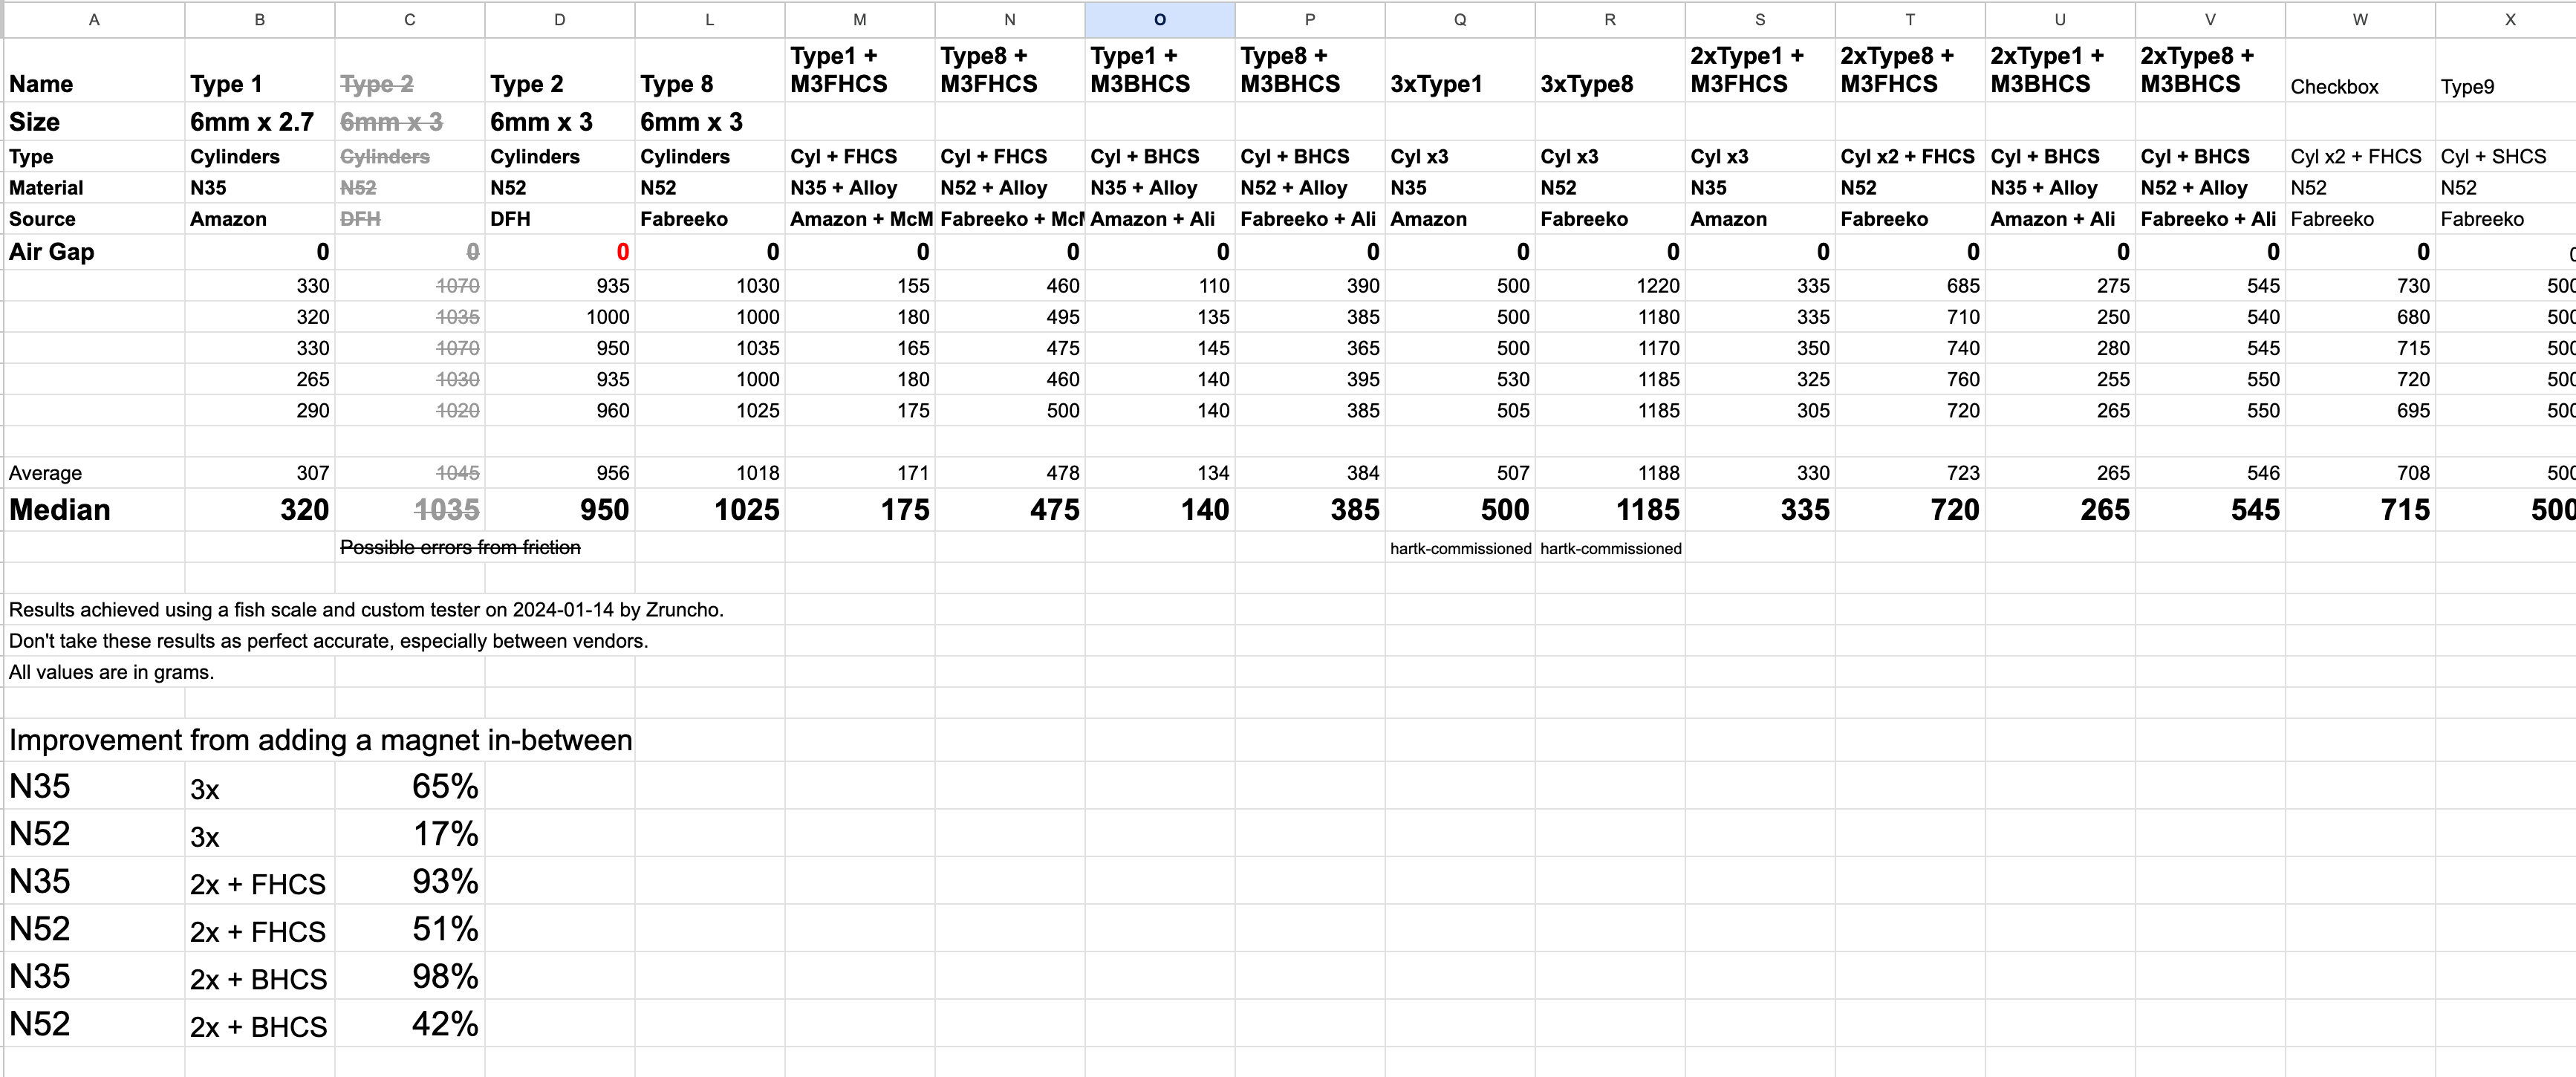 A B C D L M N O P Q R S T U V W X
Name Type 1 Type 2 Type 2 Type 8 Type1 + M3FHCS Type8 + M3FHCS Type1 + M3BHCS Type8 + M3BHCS 3xType1 3xType8 2xType1 + M3FHCS 2xType8 + M3FHCS 2xType1 + M3BHCS 2xType8 + M3BHCS Checkbox Type9
Size 6mm x 2.7 6mm x 3 6mm x 3 6mm x 3
Type Cylinders Cylinders Cylinders Cylinders Cyl + FHCS Cyl + FHCS Cyl + BHCS Cyl + BHCS Cyl x3 Cyl x3 Cyl x3 Cyl x2 + FHCS Cyl + BHCS Cyl + BHCS Cyl x2 + FHCS Cyl + SHCS
Material N35 N52 N52 N52 N35 + Alloy N52 + Alloy N35 + Alloy N52 + Alloy N35 N52 N35 N52 N35 + Alloy N52 + Alloy N52 N52
Source Amazon DFH DFH Fabreeko Amazon + McM Fabreeko + McM Amazon + Ali Fabreeko + Ali Amazon Fabreeko Amazon Fabreeko Amazon + Ali Fabreeko + Ali Fabreeko Fabreeko
Air Gap 0 0 0 0 0 0 0 0 0 0 0 0 0 0 0 0
330 1070 935 1030 155 460 110 390 500 1220 335 685 275 545 730 500
320 1035 1000 1000 180 495 135 385 500 1180 335 710 250 540 680 500
330 1070 950 1035 165 475 145 365 500 1170 350 740 280 545 715 500
265 1030 935 1000 180 460 140 395 530 1185 325 760 255 550 720 500
290 1020 960 1025 175 500 140 385 505 1185 305 720 265 550 695 500
Average 307 1045 956 1018 171 478 134 384 507 1188 330 723 265 546 708 500
Median 320 1035 950 1025 175 475 140 385 500 1185 335 720 265 545 715 500
Possible errors from friction hartk-commissioned hartk-commissioned
Results achieved using a fish scale and custom tester on 2024-01-14 by Zruncho.
Don't take these results as perfect accurate, especially between vendors.
All values are in grams.
Improvement from adding a magnet in-between
N35 3x 65%
N52 3x 17%
N35 2x + FHCS 93%
N52 2x + FHCS 51%
N35 2x + BHCS 98%
N52 2x + BHCS 42%